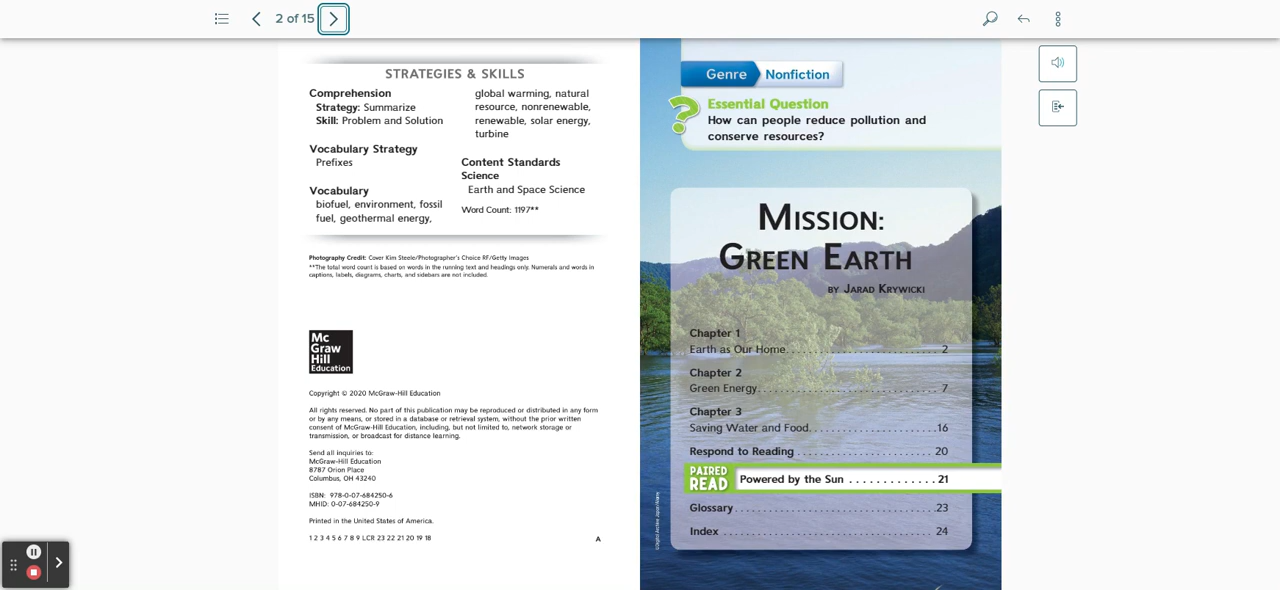 2 of 15
STRATEGIES & SKILLS
Comprehension
Strategy: Summarize
Skill: Problem and Solution
Vocabulary Strategy
Prefixes
Vocabulary
biofuel, environment, fossil
fuel, geothermal energy,
global warming, natural
resource, nonrenewable,
renewable, solar energy,
turbine
Content Standards
Science
Earth and Space Science
Word Count: 1197**
Photography Credit: Cover Kim Steele/Photographer's Choice RF/Getty Images
**The total word count is based on words in the running text and headings only. Numerals and words in
captions, labels, diagrams, charts, and sidebars are not included.
Mc
Graw
Hill
Education
Copyright © 2020 McGraw-Hill Education
All rights reserved. No part of this publication may be reproduced or distributed in any form
or by any means, or stored in a database or retrieval system, without the prior written
consent of McGraw-Hill Education, including, but not limited to, network storage or
transmission, or broadcast for distance learning.
Send all inquiries to:
McGraw-Hill Education
8787 Orion Place
Columbus, OH 43240
ISBN: 978-0-07-684250-6
MHID: 0-07-684250-9
Printed in the United States of America.
1 2 3 4 5 6 7 8 9 LCR 23 22 21 20 19 18
A
Genre Nonfiction
? Essential Question
How can people reduce pollution and
conserve resources?
MISSION:
GREEN EARTH
BY JARAD KRYWICKI
Chapter 1
Earth as Our Home. . . . . . . . . . . . . . . . . . . . . . . . . . 2
Chapter 2
Green Energy. . . . . . . . . . . . . . . . . . . . . . . . . . . . . . . 7
Chapter 3
Saving Water and Food. . . . . . . . . . . . . . . . . . . . . .16
Respond to Reading . . . . . . . . . . . . . . . . . . . . . . . . 20
PAIRED
READ Powered by the Sun . . . . . . . . . . . . . 21
Glossary. . . . . . . . . . . . . . . . . . . . . . . . . . . . . . . . . . .23
Index . . . . . . . . . . . . . . . . . . . . . . . . . . . . . . . . . . . . . 24